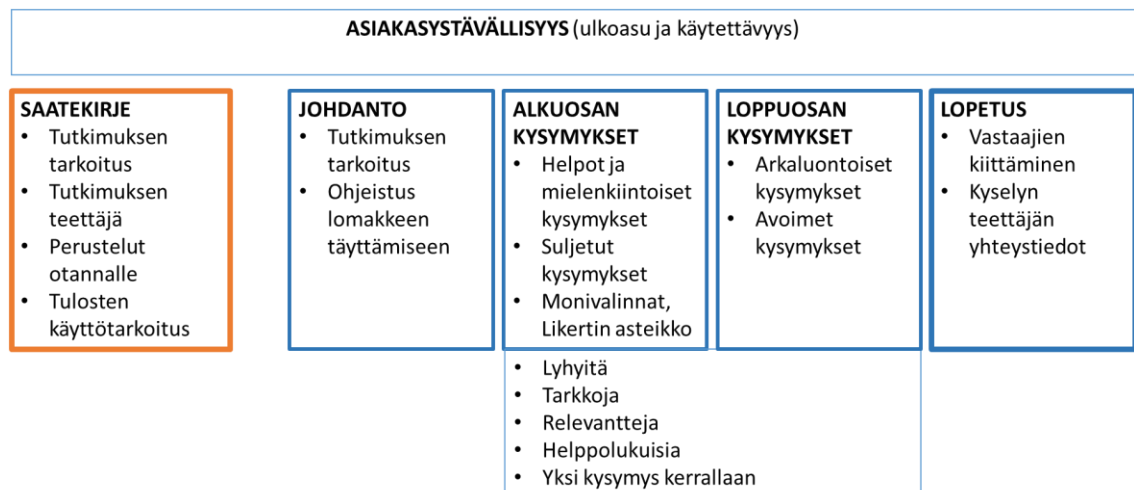 ASIAKASYSTÄVÄLLISYYS (ulkoasu ja käytettävyys)
SAATEKIRJE
• Tutkimuksen
tarkoitus
• Tutkimuksen
teettäjä
• Perustelut
otannalle
• Tulosten
käyttötarkoitus
JOHDANTO
• Tutkimuksen
tarkoitus
• Ohjeistus
lomakkeen
täyttämiseen
ALKUOSAN
KYSYMYKSET
• Helpot ja
mielenkiintoiset
kysymykset
• Suljetut
kysymykset
• Monivalinnat,
Likertin asteikko
LOPPUOSAN
KYSYMYKSET
• Arkaluontoiset
kysymykset
• Avoimet
kysymykset
LOPETUS
• Vastaajien
kiittäminen
• Kyselyn
teettäjän
yhteystiedot
• Lyhyitä
• Tarkkoja
• Relevantteja
• Helppolukuisia
• Yksi kysymys kerrallaan